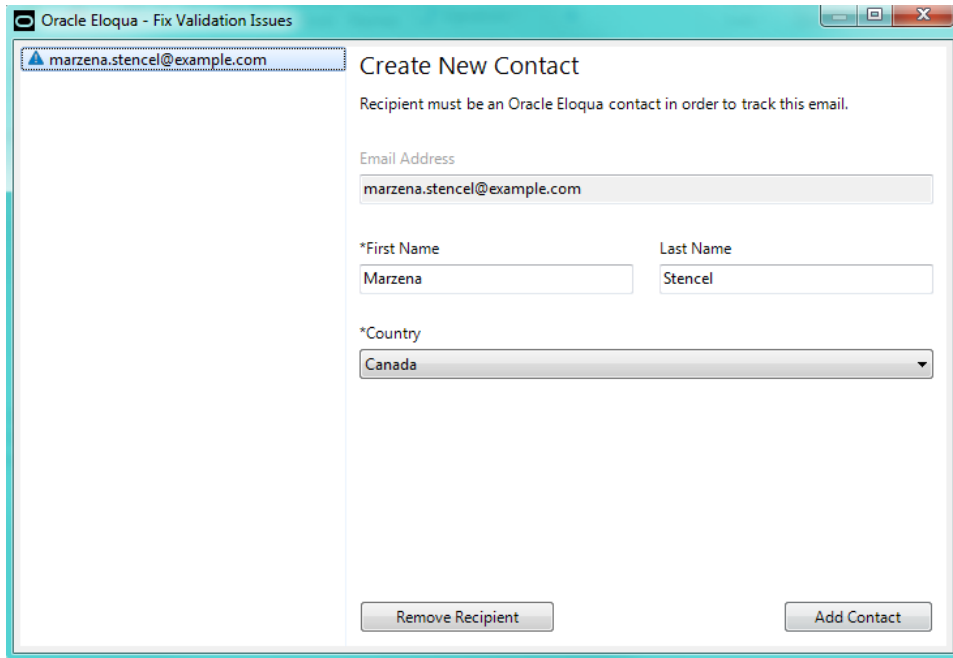 Oracle Eloqua - Fix Validation Issues
marzena.stencel@example.com
Create New Contact
Recipient must be an Oracle Eloqua contact in order to track this email.
Email Address
marzena.stencel@example.com
*First Name Last Name
Marzena Stencel
*Country
Canada
Remove Recipient Add Contact